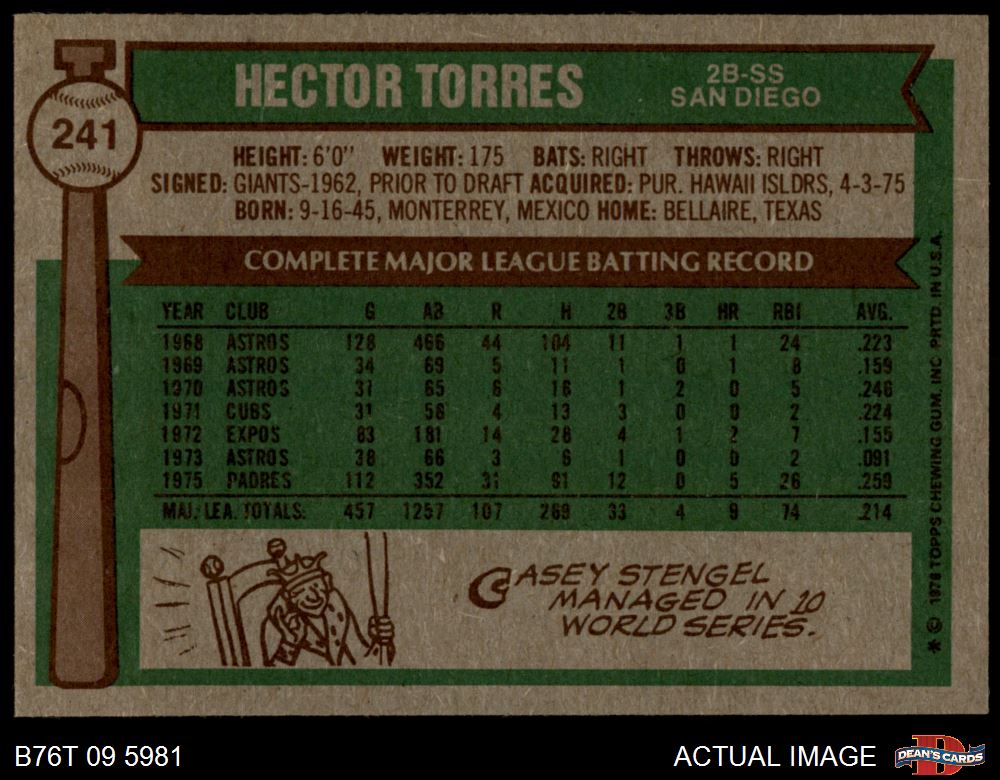 241
HECTOR TORRES
2B-SS
SAN DIEGO
HEIGHT: 6'0" WEIGHT: 175 BATS: RIGHT THROWS: RIGHT
SIGNED: GIANTS-1962, PRIOR TO DRAFT ACQUIRED: PUR. HAWAII ISLDRS, 4-3-75
BORN: 9-16-45, MONTERREY, MEXICO HOME: BELLAIRE, TEXAS
COMPLETE MAJOR LEAGUE BATTING RECORD
YEAR CLUB G AB R H 2B 3B HR RBI AVG.
1968 ASTROS 128 466 44 104 11 1 1 24 .223
1969 ASTROS 34 69 5 11 1 0 1 8 .159
1970 ASTROS 31 65 6 16 1 2 0 5 .246
1971 CUBS 31 58 4 13 3 0 0 2 .224
1972 EXPOS 83 181 14 28 4 1 2 7 .155
1973 ASTROS 38 66 3 6 1 0 0 2 .091
1975 PADRES 112 352 31 91 12 0 5 26 .259
MAJ. LEA. TOTALS. 457 1257 107 269 33 4 9 74 .214
CASEY STENGEL
MANAGED IN 10
WORLD SERIES.
* © 1976 TOPPS CHEWING GUM, INC PRTD. IN U.S.A.
B76T 09 5981
ACTUAL IMAGE
D
DEAN'S CARDS